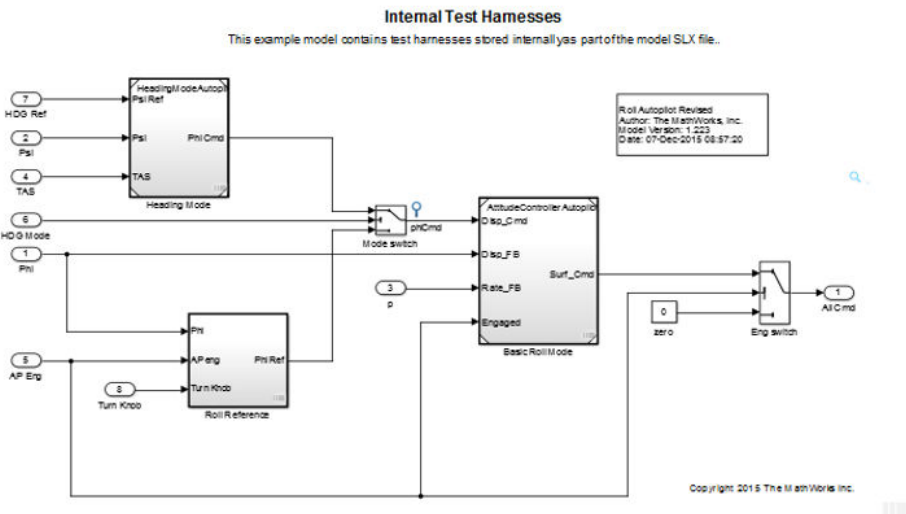 Internal Test Harnesses
This example model contains test harnesses stored internallyas part of the model SLX file..
7
HDG Ref
2
Psi
4
TAS
6
HDG Mode
1
Phi
5
AP Eng
8
Turn Knob
HeadingModeAutopil
Psi Ref
Psi
TAS
Phi Cmd
Heading Mode
Phi
AP eng
Turn Knob
Phi Ref
Roll Reference
Mode switch
phiCmd
3
p
AttitudeControllerAutopilo
Disp_Cmd
Disp_FB
Rate_FB
Engaged
Surf_Cmd
Basic Roll Mode
Roll Autopilot Revised
Author: The MathWorks, Inc.
Model Version: 1.223
Date: 07-Dec-2015 08:57:20
0
zero
Eng switch
1
Ail Cmd
Copyright 2015 The MathWorks Inc.